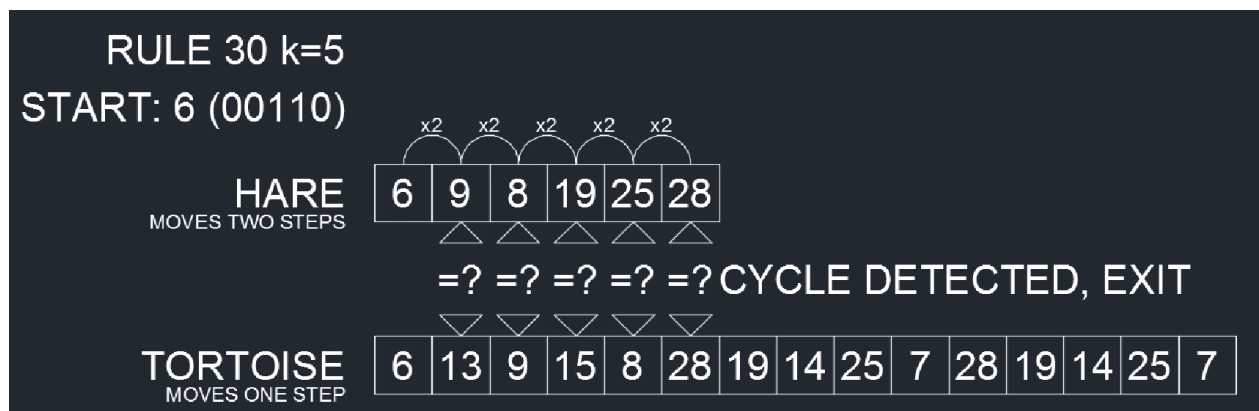 RULE 30 k=5
START: 6 (00110)
x2 x2 x2 x2 x2
HARE 6 9 8 19 25 28
MOVES TWO STEPS
=? =? =? =? =? CYCLE DETECTED, EXIT
TORTOISE 6 13 9 15 8 28 19 14 25 7 28 19 14 25 7
MOVES ONE STEP